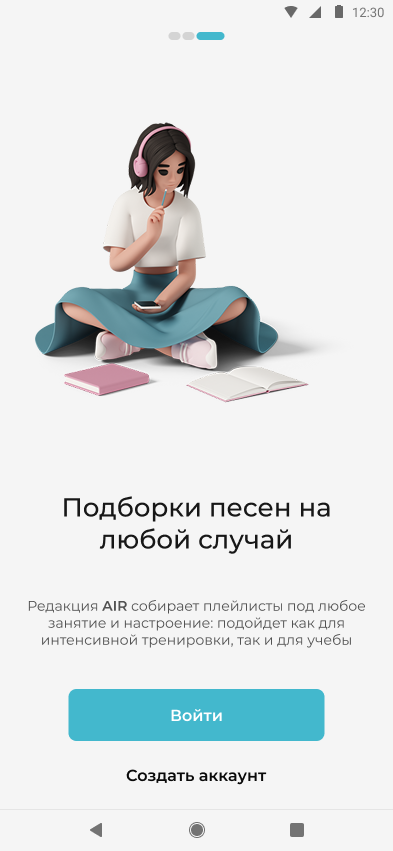 12:30
Подборки песен на
любой случай
Редакция AIR собирает плейлисты под любое
занятие и настроение: подойдет как для
интенсивной тренировки, так и для учебы
Войти
Создать аккаунт